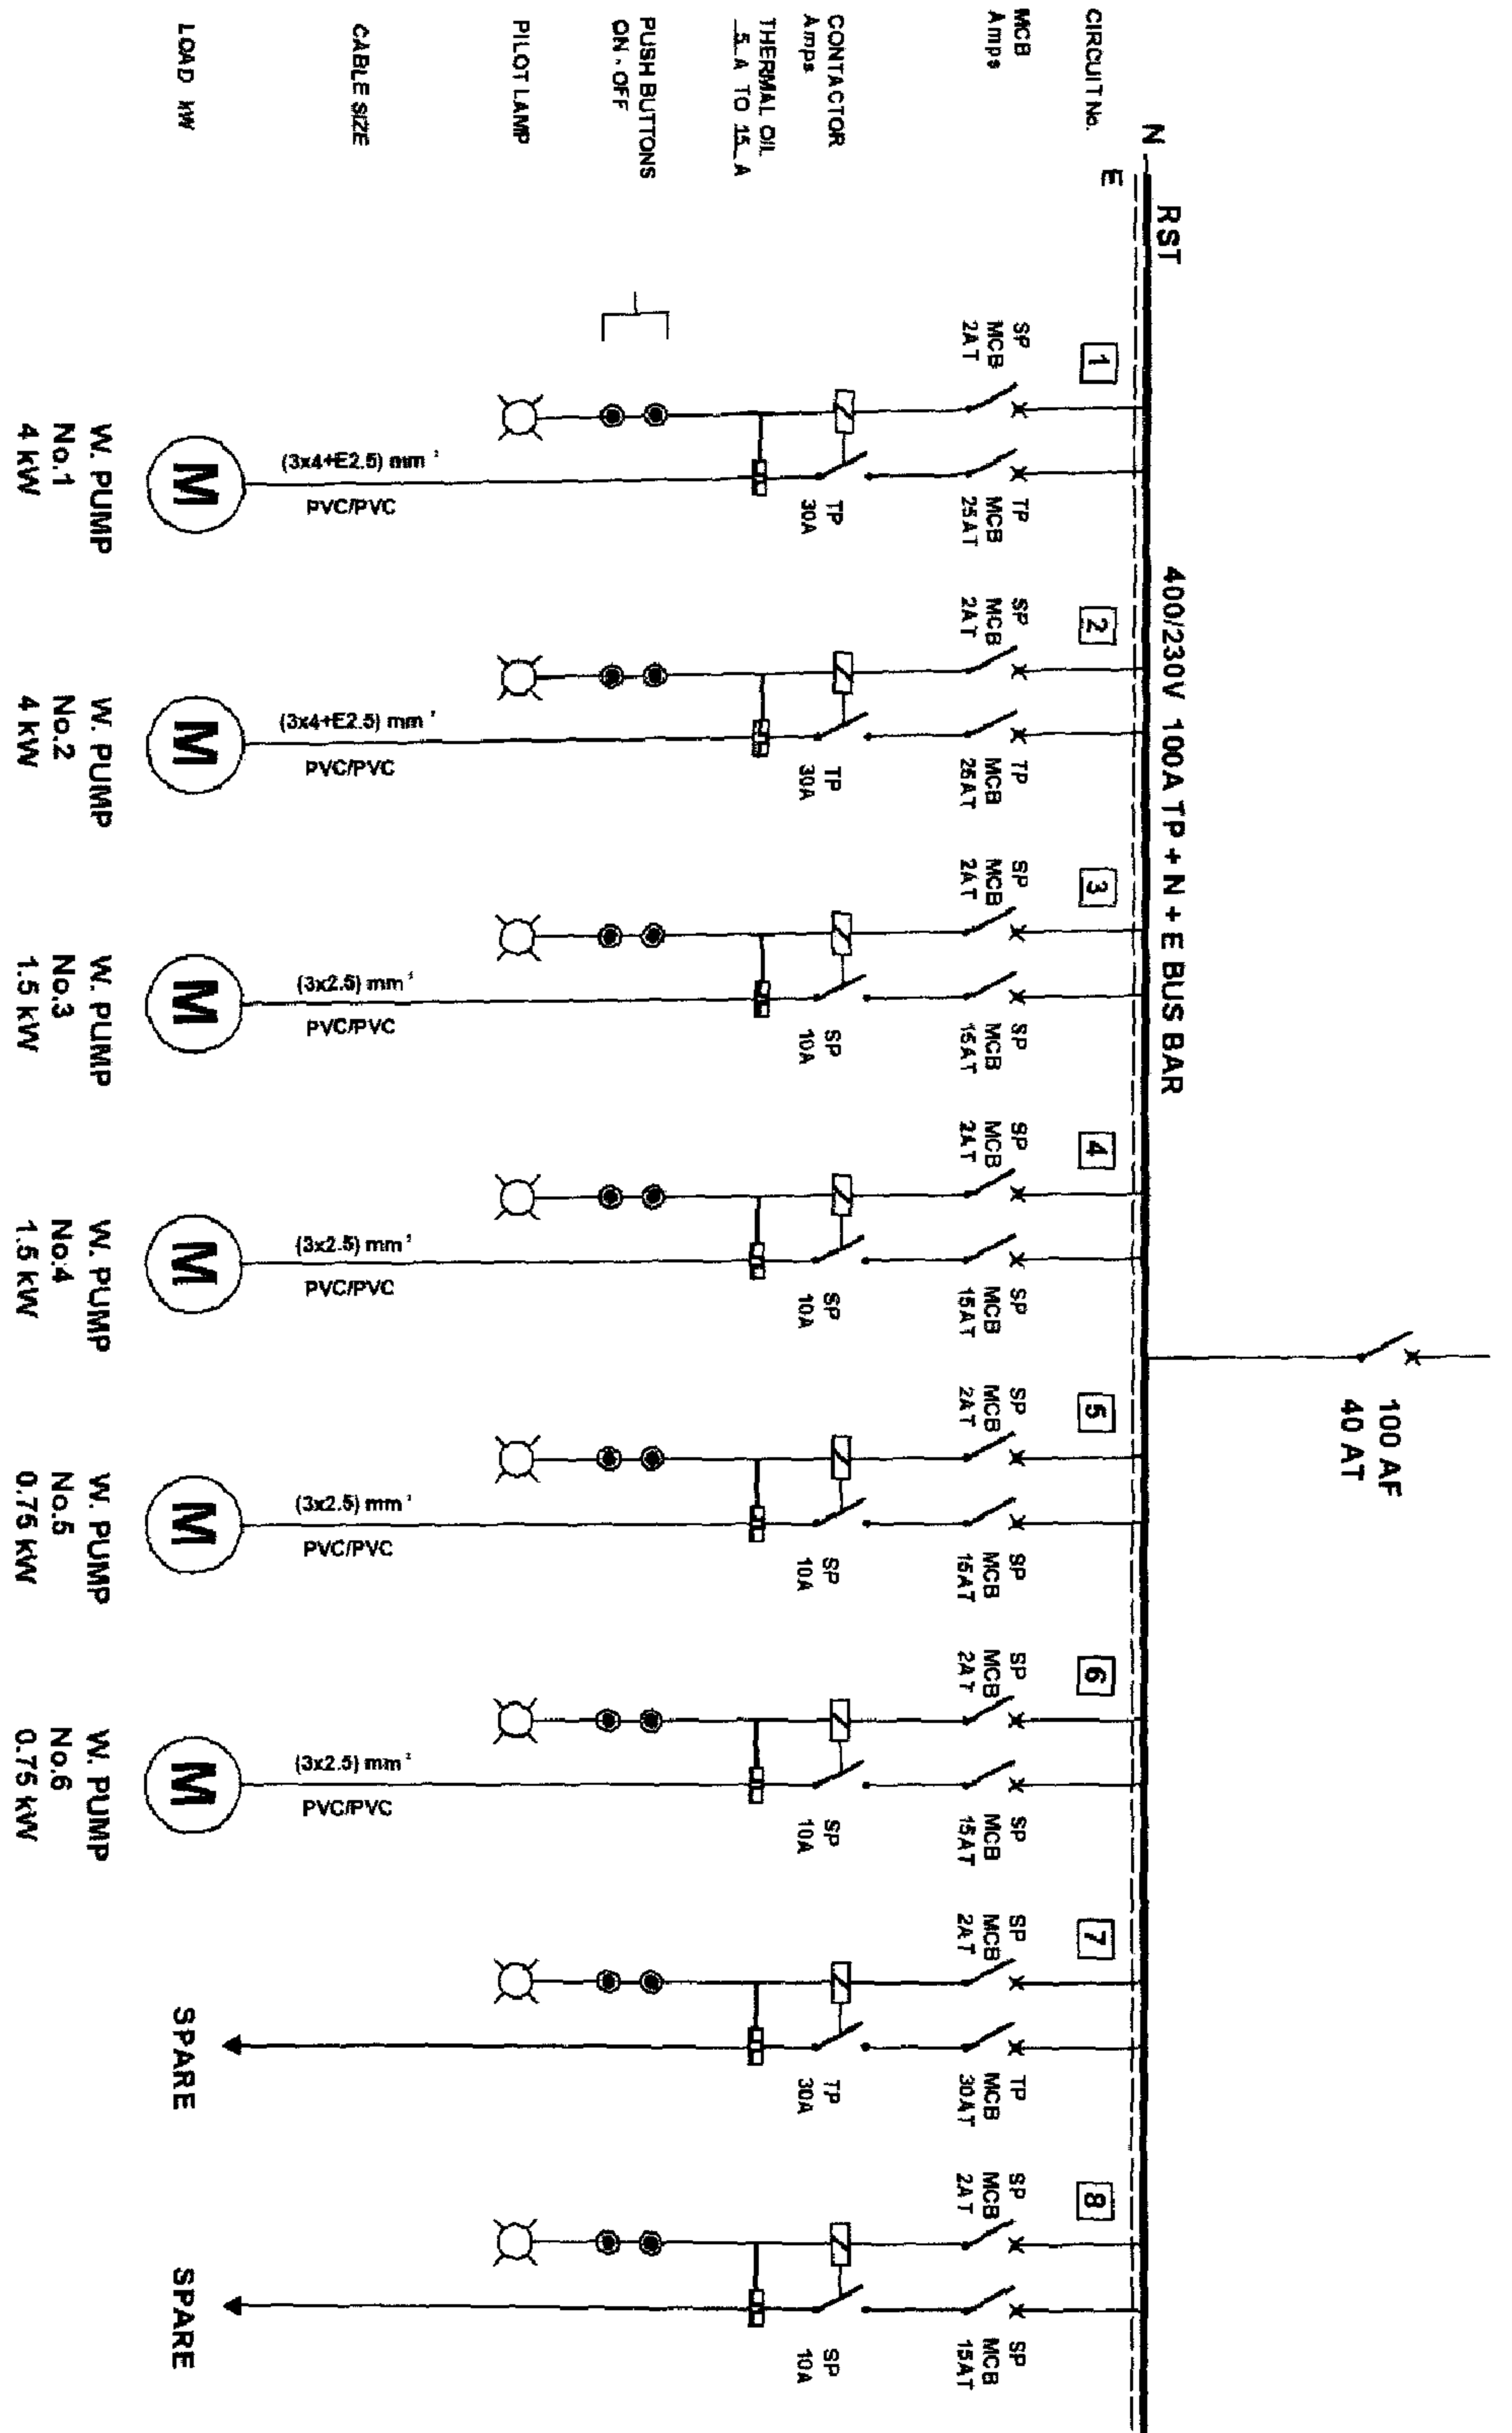 100 AF
40 AT
N
RST
400/230V 100A TP + N + E BUS BAR
E
CIRCUIT No.
1
2
3
4
5
6
7
8
MCB
Amps
SP
MCB
2AT
TP
MCB
25AT
SP
MCB
2AT
TP
MCB
25AT
SP
MCB
2AT
SP
MCB
15AT
SP
MCB
2AT
SP
MCB
15AT
SP
MCB
2AT
SP
MCB
15AT
SP
MCB
2AT
SP
MCB
15AT
SP
MCB
2AT
TP
MCB
30AT
SP
MCB
2AT
SP
MCB
15AT
CONTACTOR
Amps
TP
30A
TP
30A
SP
10A
SP
10A
SP
10A
SP
10A
TP
30A
SP
10A
THERMAL O/L
5 A TO 15 A
PUSH BUTTONS
ON - OFF
PILOT LAMP
CABLE SIZE
(3x4+E2.5) mm²
PVC/PVC
(3x4+E2.5) mm²
PVC/PVC
(3x2.5) mm²
PVC/PVC
(3x2.5) mm²
PVC/PVC
(3x2.5) mm²
PVC/PVC
(3x2.5) mm²
PVC/PVC
LOAD kW
M
M
M
M
M
M
SPARE
SPARE
W. PUMP
No.1
4 kW
W. PUMP
No.2
4 kW
W. PUMP
No.3
1.5 kW
W. PUMP
No.4
1.5 kW
W. PUMP
No.5
0.75 kW
W. PUMP
No.6
0.75 kW